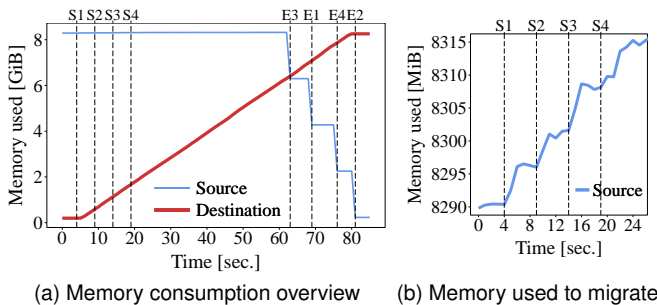 S1 S2 S3 S4 E3 E1 E4 E2
8
6
4
2
0
Memory used [GiB]
Source
Destination
0 10 20 30 40 50 60 70 80
Time [sec.]
(a) Memory consumption overview
S1 S2 S3 S4
8315
8310
8305
8300
8295
8290
Memory used [MiB]
Source
0 4 8 12 16 20 24
Time [sec.]
(b) Memory used to migrate